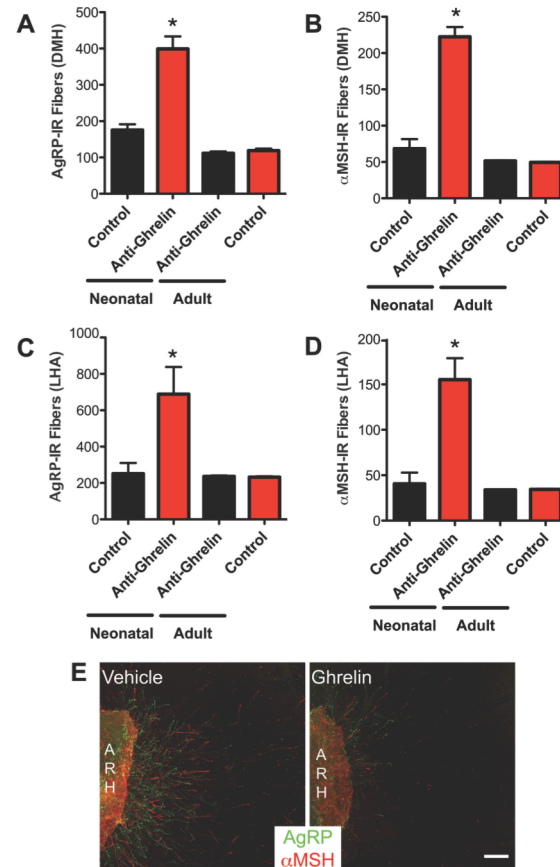 A
AgRP-IR Fibers (DMH)
500
400
300
200
100
0
*
Control
Anti-Ghrelin
Anti-Ghrelin
Control
Neonatal
Adult
B
αMSH-IR Fibers (DMH)
250
200
150
100
50
0
*
Control
Anti-Ghrelin
Anti-Ghrelin
Control
Neonatal
Adult
C
AgRP-IR Fibers (LHA)
1000
800
600
400
200
0
*
Control
Anti-Ghrelin
Anti-Ghrelin
Control
Neonatal
Adult
D
αMSH-IR Fibers (LHA)
200
150
100
50
0
*
Control
Anti-Ghrelin
Anti-Ghrelin
Control
Neonatal
Adult
E
Vehicle
A
R
H
Ghrelin
A
R
H
AgRP
αMSH